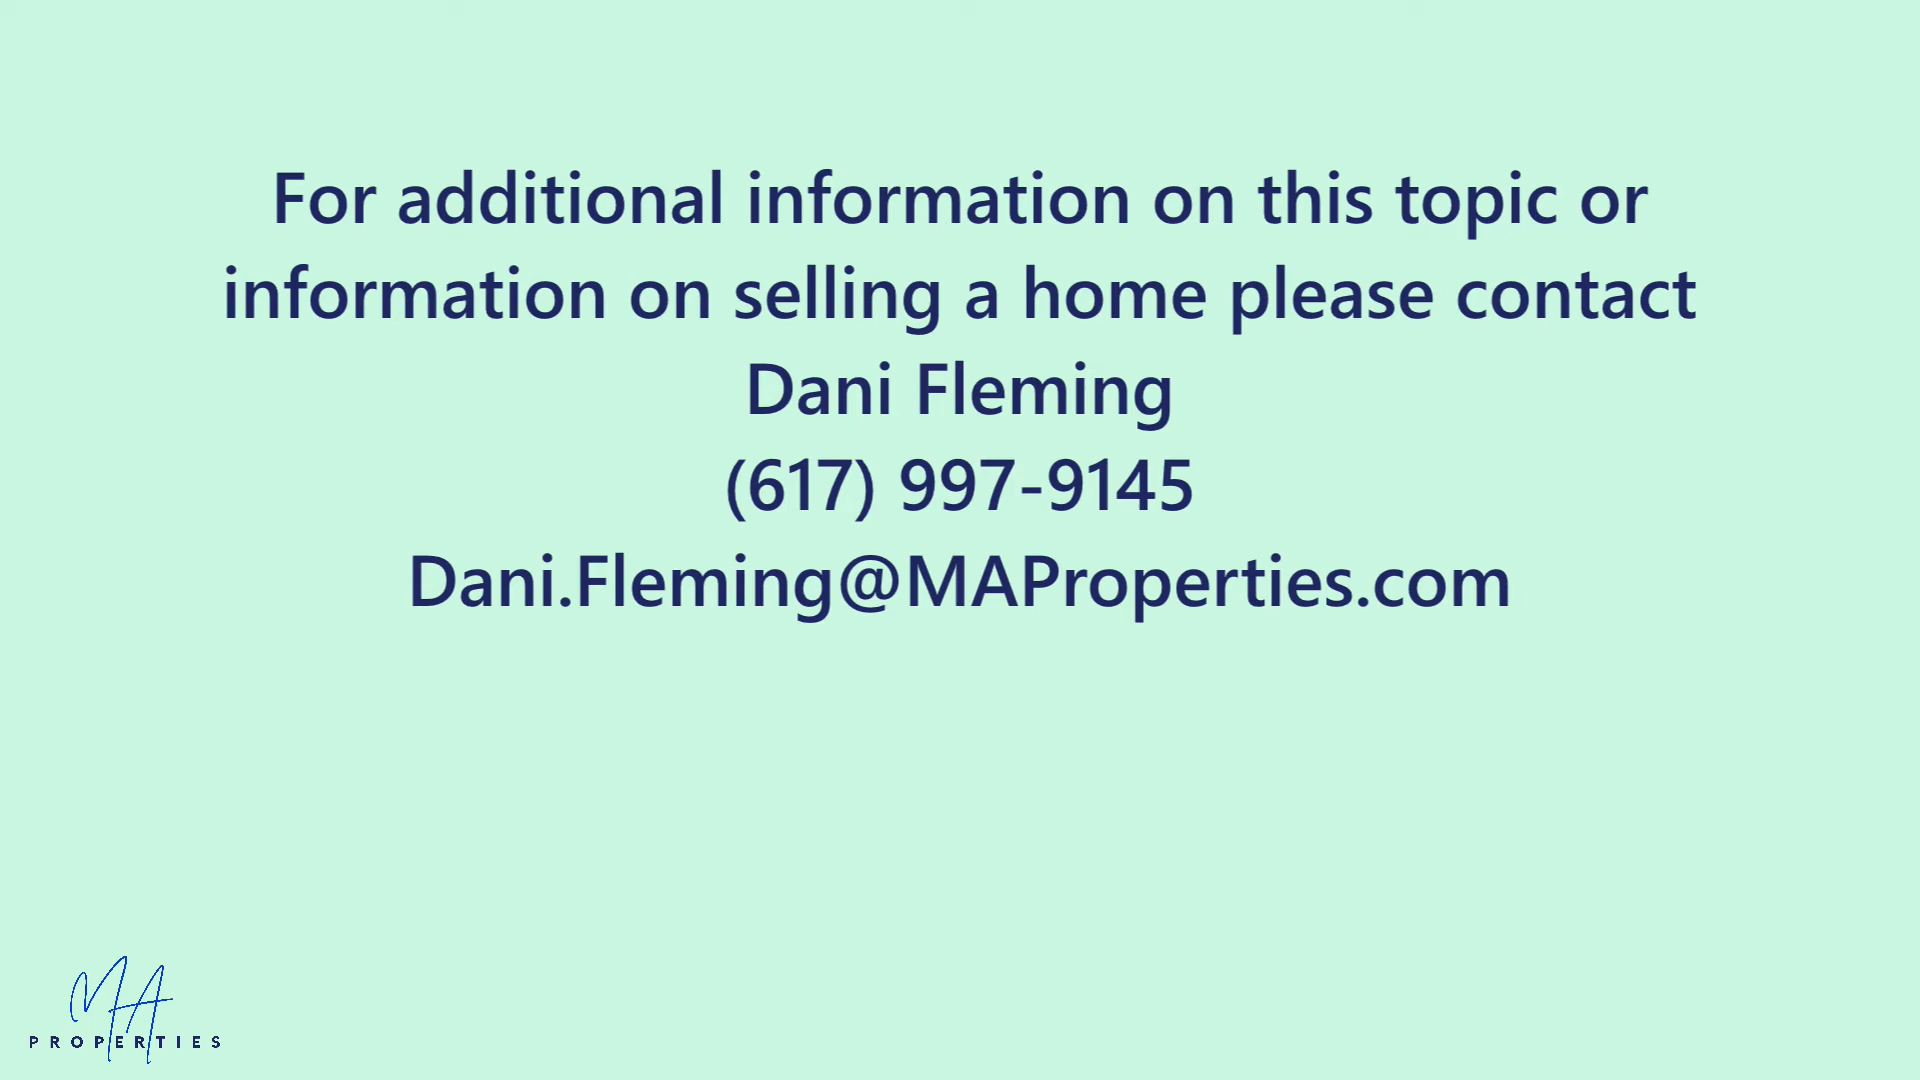 For additional information on this topic or
information on selling a home please contact
Dani Fleming
(617) 997-9145
Dani.Fleming@MAProperties.com
MA
PROPERTIES